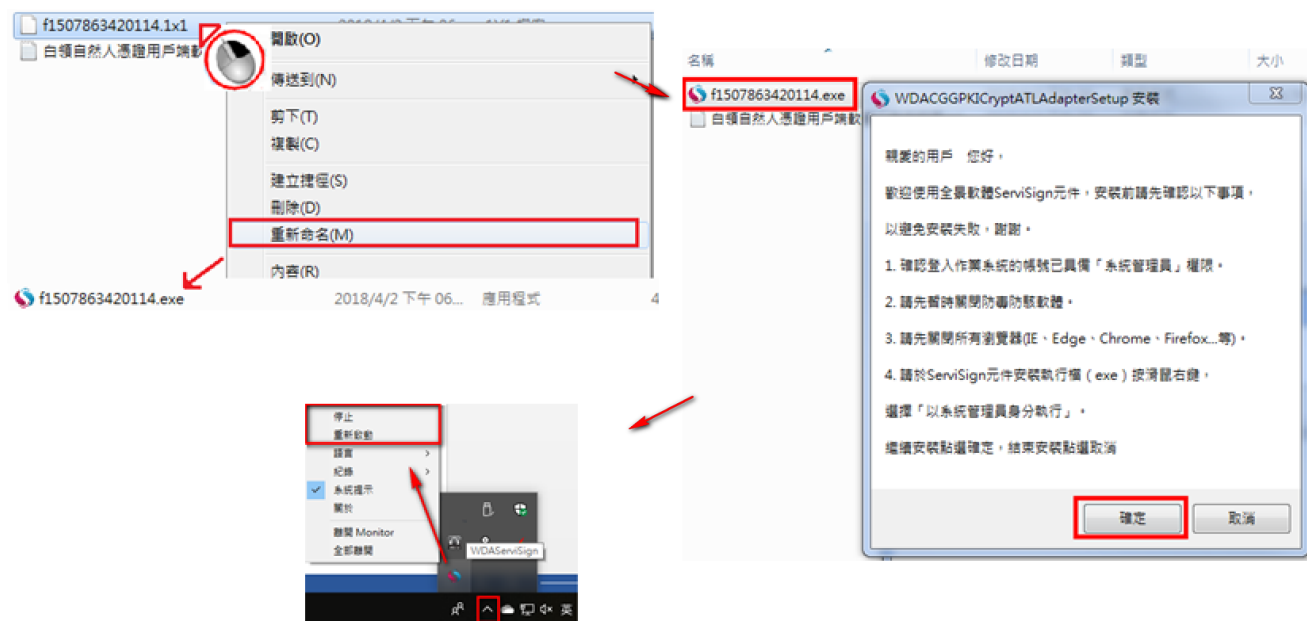 f1507863420114.1x1
白領自然人憑證用戶端軟
開啟(O)
傳送到(N)
剪下(T)
複製(C)
建立捷徑(S)
刪除(D)
重新命名(M)
內容(R)
f1507863420114.exe 2018/4/2 下午 06... 應用程式 4
名稱 修改日期 類型 大小
f1507863420114.exe
白領自然人憑證用戶端軟
WDACGGPKICryptATLAdapterSetup 安裝
親愛的用戶 您好，
歡迎使用全景軟體ServiSign元件，安裝前請先確認以下事項，
以避免安裝失敗，謝謝。
1. 確認登入作業系統的帳號已具備「系統管理員」權限。
2. 請先暫時關閉防毒防駭軟體。
3. 請先關閉所有瀏覽器(IE、Edge、Chrome、Firefox...等)。
4. 請於ServiSign元件安裝執行檔（exe）按滑鼠右鍵，
選擇「以系統管理員身分執行」。
繼續安裝點選確定，結束安裝點選取消
確定 取消
停止
重新啟動
語言
紀錄
系統提示
關於
離開 Monitor
全部離開
WDAServiSign
英